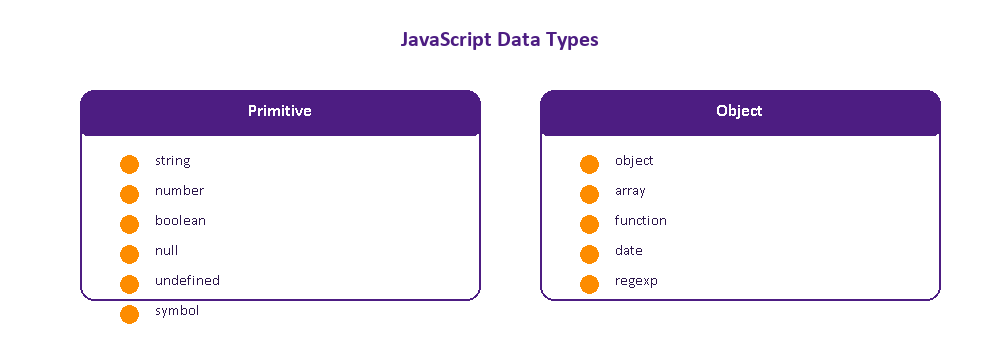 JavaScript Data Types
Primitive
string
number
boolean
null
undefined
symbol
Object
object
array
function
date
regexp